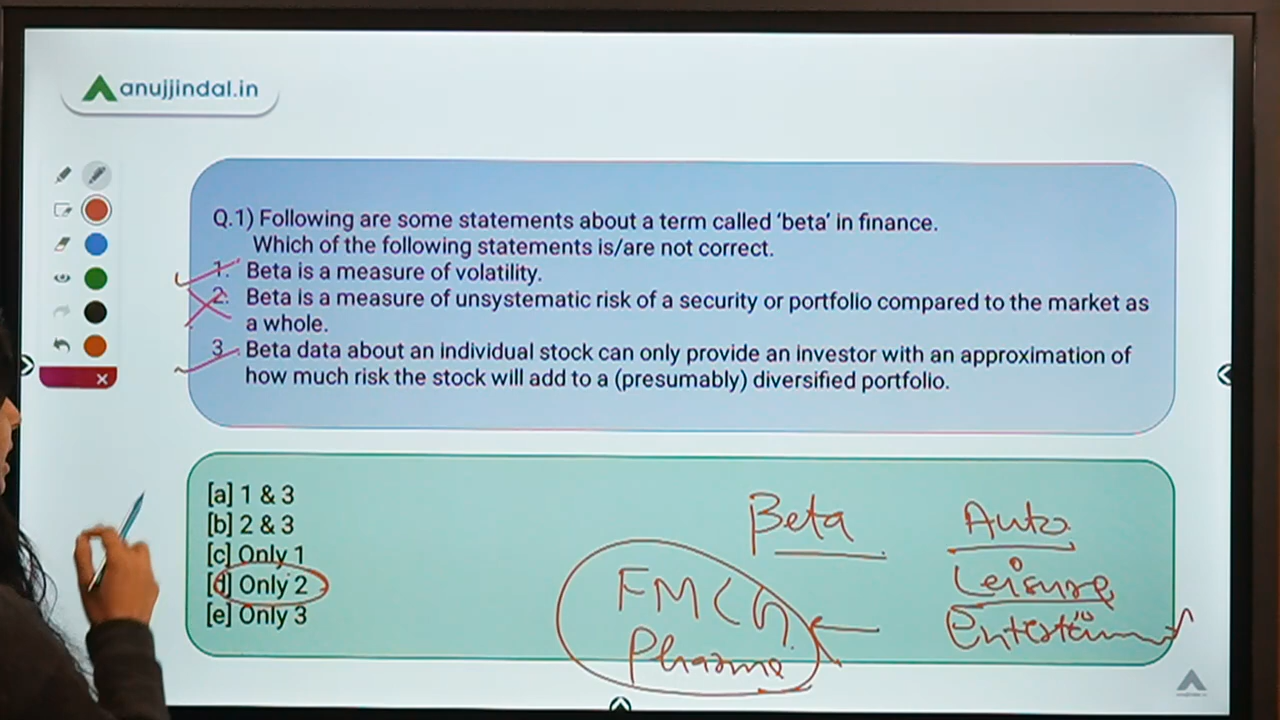 anujjindal.in
Q.1) Following are some statements about a term called ‘beta’ in finance.
Which of the following statements is/are not correct.
1. Beta is a measure of volatility.
2. Beta is a measure of unsystematic risk of a security or portfolio compared to the market as
a whole.
3. Beta data about an individual stock can only provide an investor with an approximation of
how much risk the stock will add to a (presumably) diversified portfolio.
[a] 1 & 3
[b] 2 & 3
[c] Only 1
[d] Only 2
[e] Only 3
Beta
Auto
FMCG
Leisure
Pharma